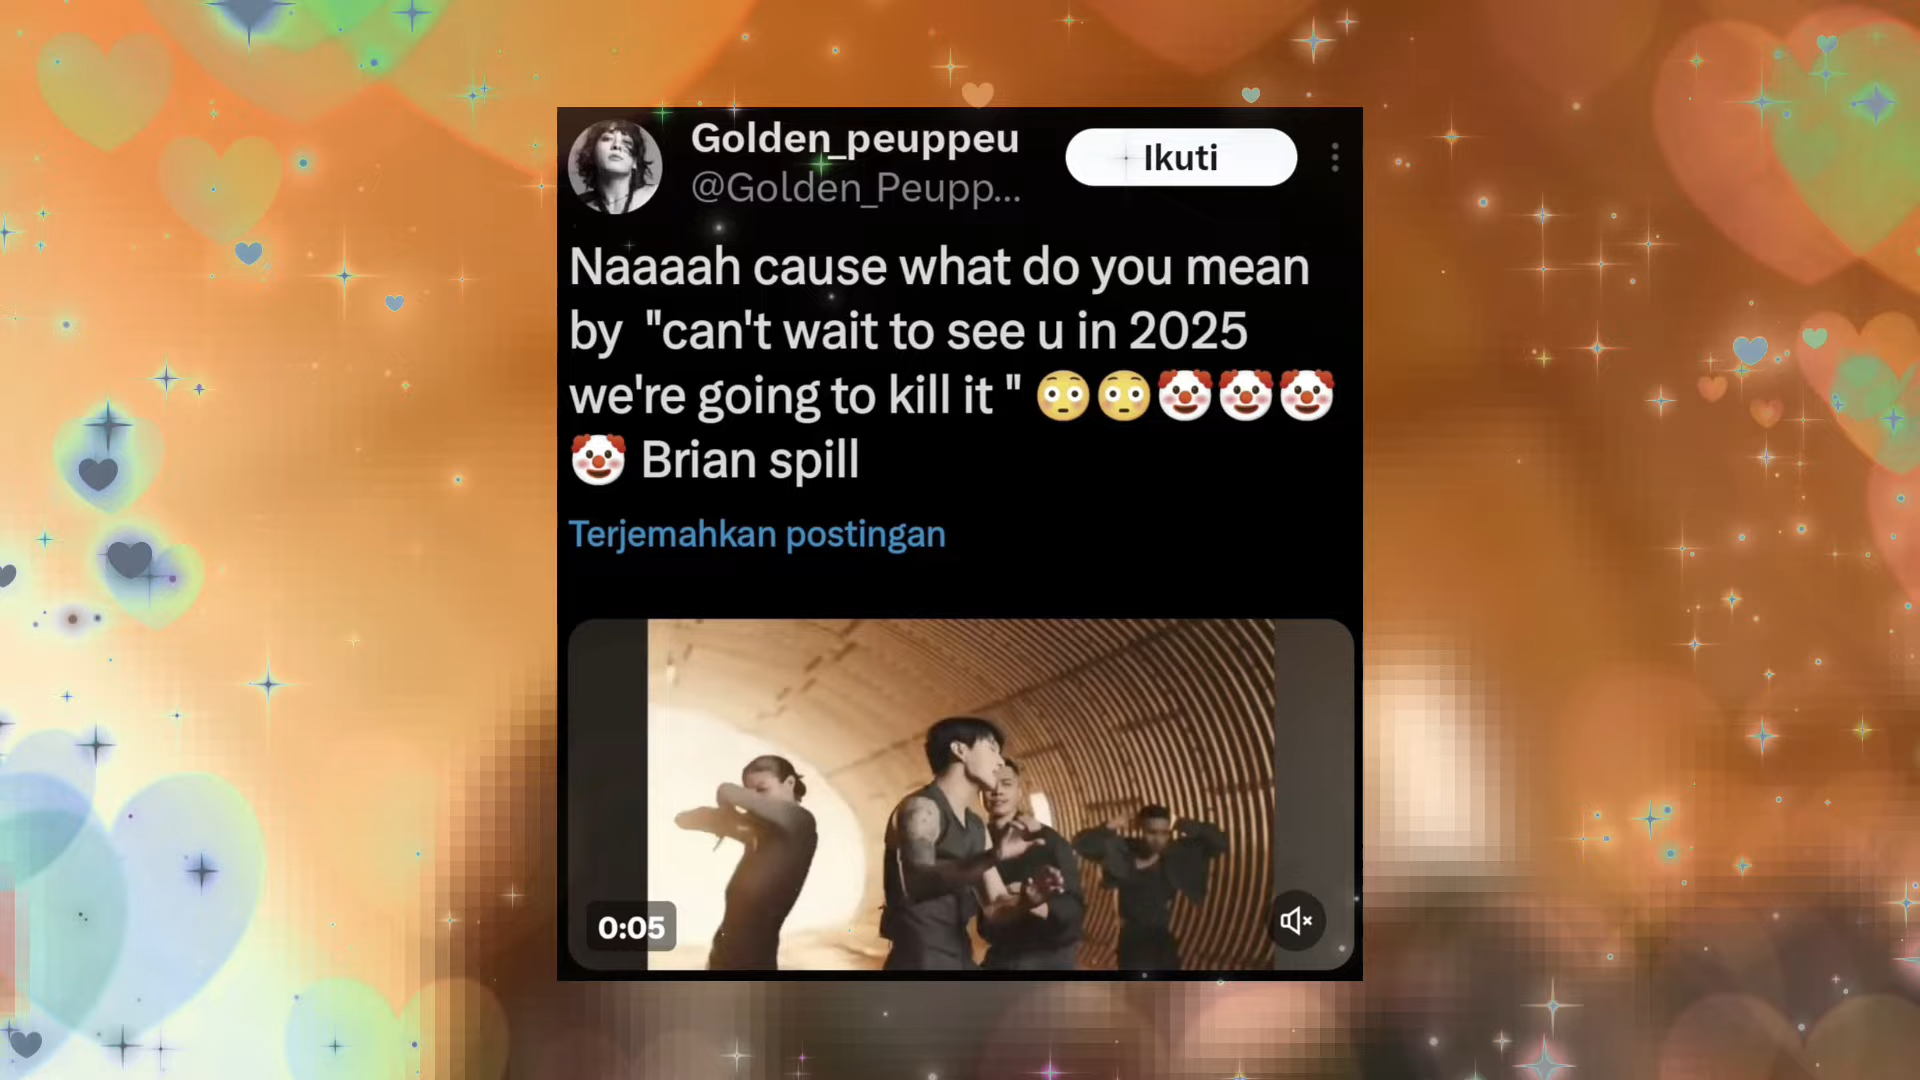 Golden_peuppeu
@Golden_Peupp...
Ikuti
Naaaah cause what do you mean
by "can't wait to see u in 2025
we're going to kill it " 😳😳🤡🤡🤡
🤡 Brian spill
Terjemahkan postingan
0:05